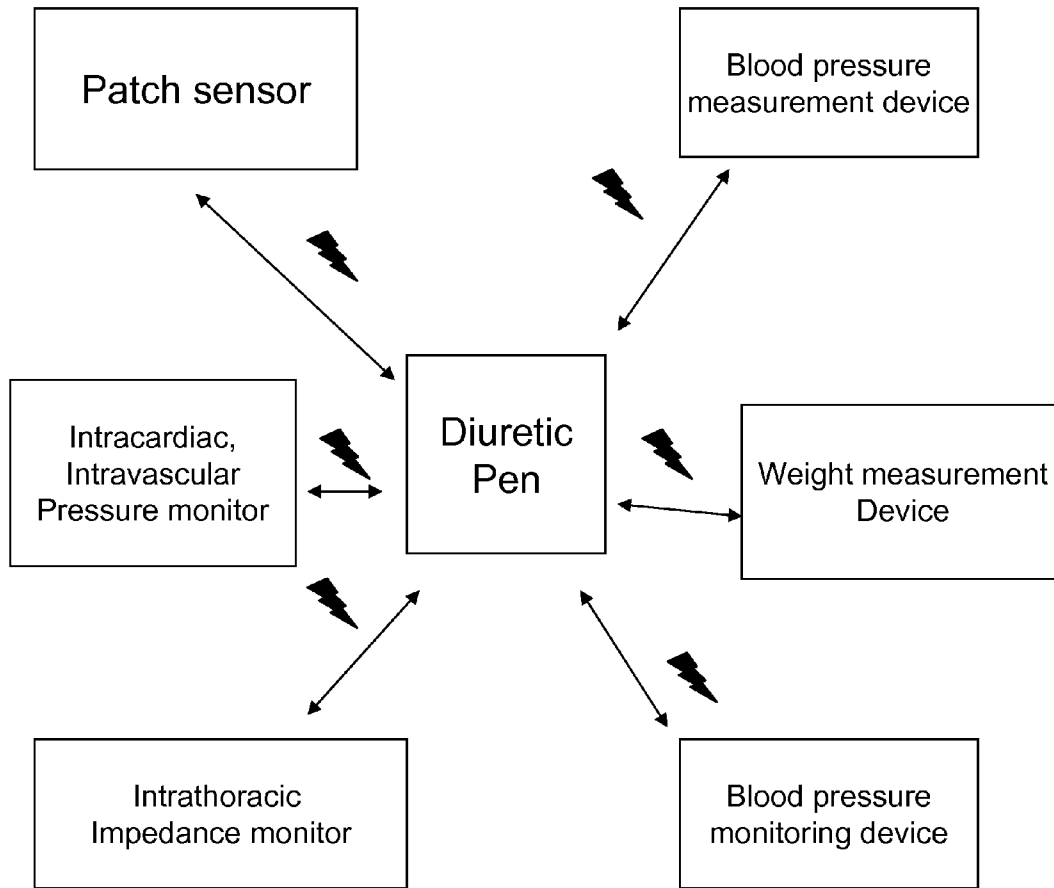 Patch sensor
Blood pressure
measurement device
Intracardiac,
Intravascular
Pressure monitor
Diuretic
Pen
Weight measurement
Device
Intrathoracic
Impedance monitor
Blood pressure
monitoring device